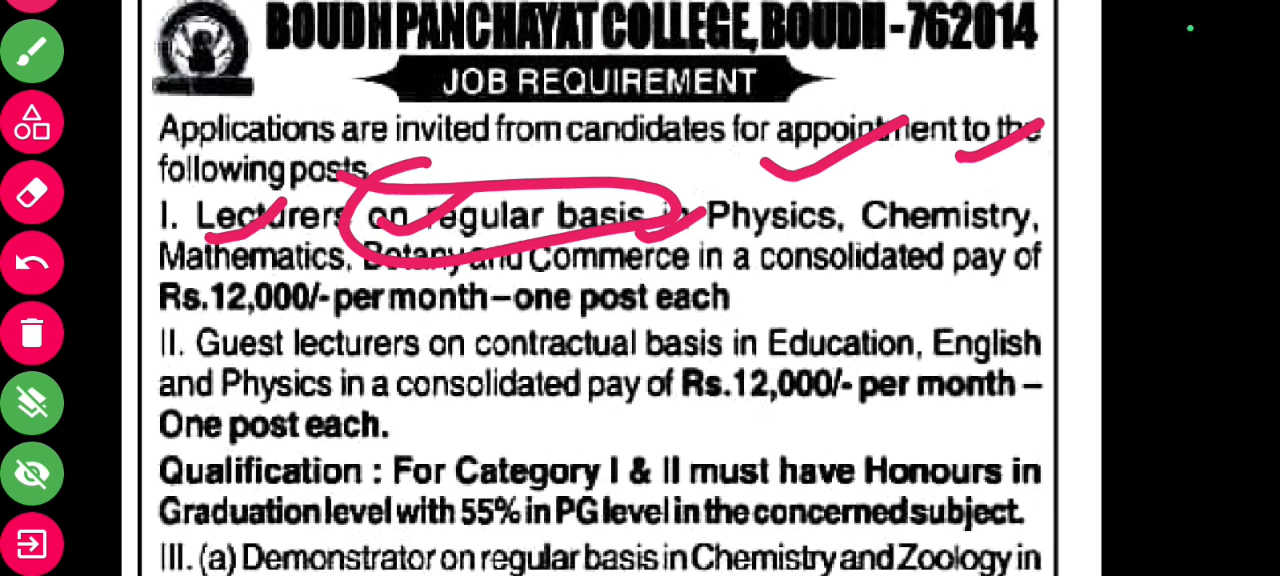 BOUDH PANCHAYAT COLLEGE, BOUDH - 762014
JOB REQUIREMENT
Applications are invited from candidates for appointment to the
following posts
I. Lecturers on regular basis in Physics, Chemistry,
Mathematics, Botany and Commerce in a consolidated pay of
Rs.12,000/- per month – one post each
II. Guest lecturers on contractual basis in Education, English
and Physics in a consolidated pay of Rs.12,000/- per month –
One post each.
Qualification : For Category I & II must have Honours in
Graduation level with 55% in PG level in the concerned subject.
III. (a) Demonstrator on regular basis in Chemistry and Zoology in